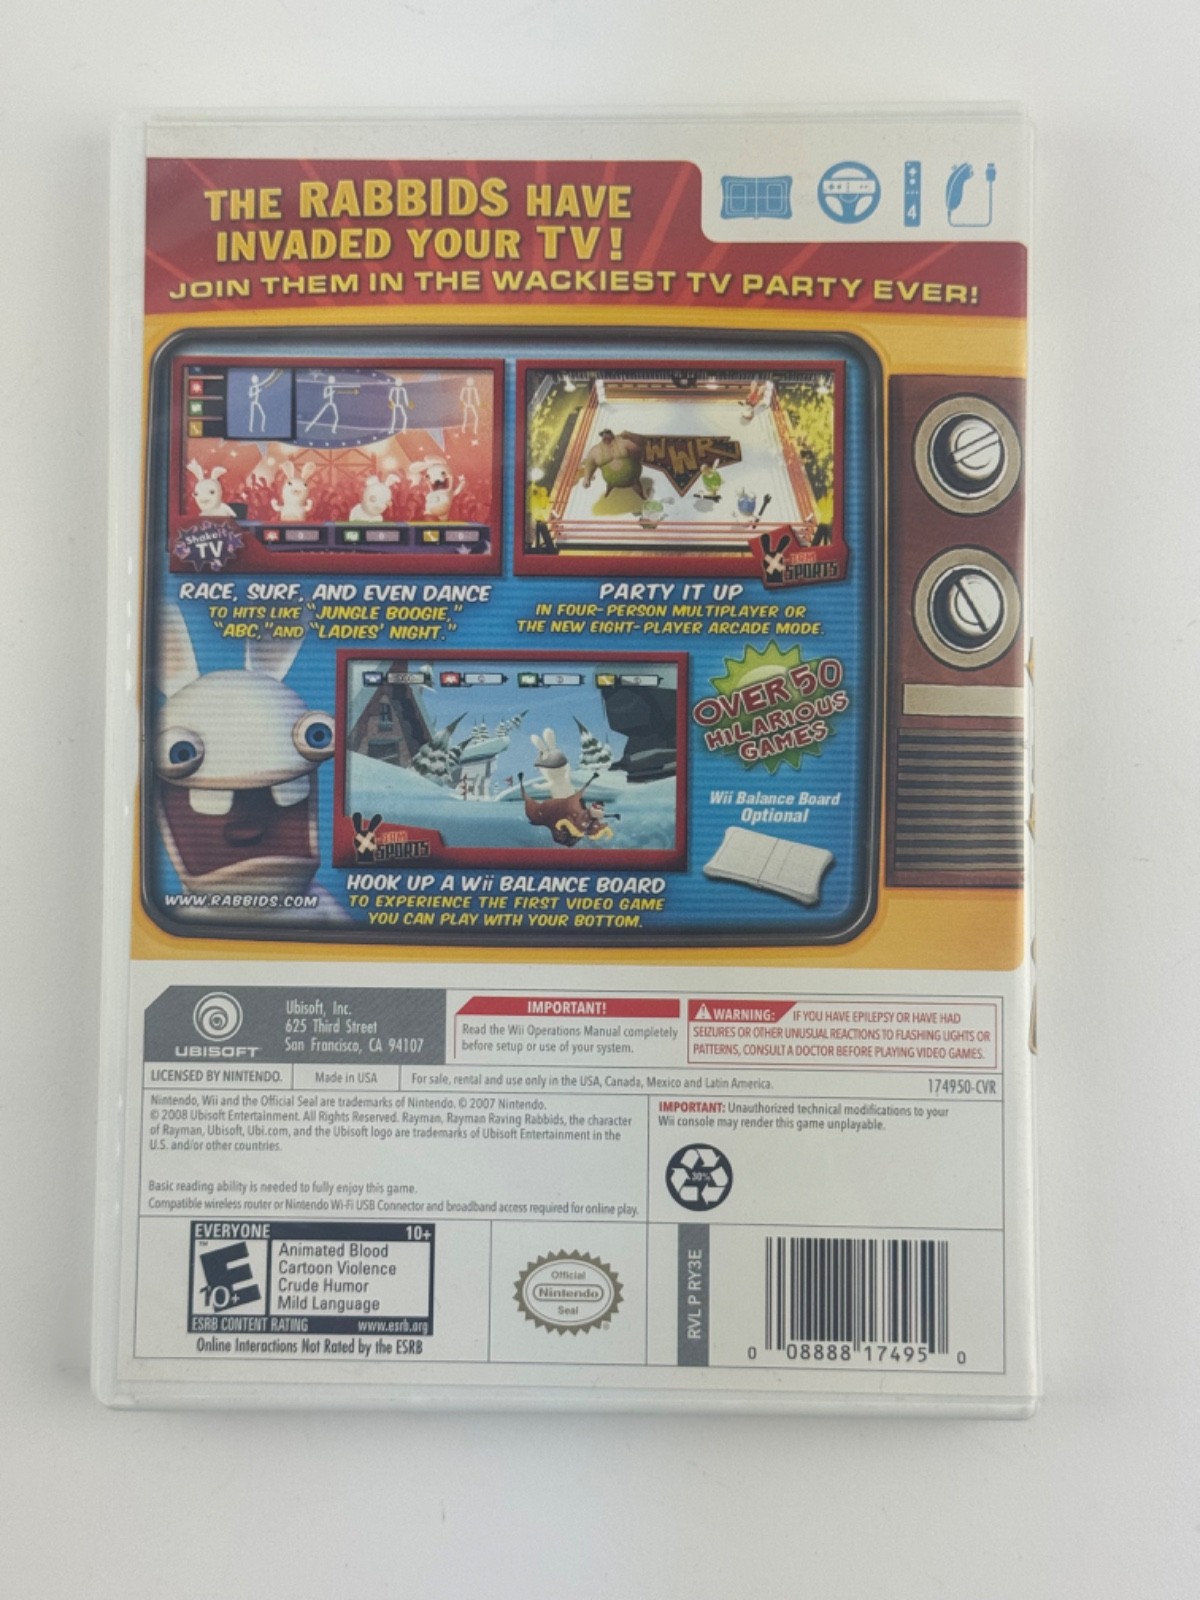 THE RABBIDS HAVE
INVADED YOUR TV!
JOIN THEM IN THE WACKIEST TV PARTY EVER!
4
Shake it
TV
WWR
SPORTS
RACE, SURF, AND EVEN DANCE
TO HITS LIKE "JUNGLE BOOGIE,"
"ABC," AND "LADIES' NIGHT."
PARTY IT UP
IN FOUR-PERSON MULTIPLAYER OR
THE NEW EIGHT-PLAYER ARCADE MODE.
OVER 50
HILARIOUS
GAMES
Wii Balance Board
Optional
SPORTS
WWW.RABBIDS.COM
HOOK UP A Wii BALANCE BOARD
TO EXPERIENCE THE FIRST VIDEO GAME
YOU CAN PLAY WITH YOUR BOTTOM.
UBISOFT
Ubisoft, Inc.
625 Third Street
San Francisco, CA 94107
IMPORTANT!
Read the Wii Operations Manual completely
before setup or use of your system.
WARNING: IF YOU HAVE EPILEPSY OR HAVE HAD
SEIZURES OR OTHER UNUSUAL REACTIONS TO FLASHING LIGHTS OR
PATTERNS, CONSULT A DOCTOR BEFORE PLAYING VIDEO GAMES.
LICENSED BY NINTENDO.
Made in USA
For sale, rental and use only in the USA, Canada, Mexico and Latin America.
174950-CVR
Nintendo, Wii and the Official Seal are trademarks of Nintendo. © 2007 Nintendo.
© 2008 Ubisoft Entertainment. All Rights Reserved. Rayman, Rayman Raving Rabbids, the character
of Rayman, Ubisoft, Ubi.com, and the Ubisoft logo are trademarks of Ubisoft Entertainment in the
U.S. and/or other countries.
Basic reading ability is needed to fully enjoy this game.
Compatible wireless router or Nintendo Wi-Fi USB Connector and broadband access required for online play.
IMPORTANT: Unauthorized technical modifications to your
Wii console may render this game unplayable.
30%
EVERYONE 10+
E
10+
Animated Blood
Cartoon Violence
Crude Humor
Mild Language
ESRB CONTENT RATING www.esrb.org
Online Interactions Not Rated by the ESRB
Official
Nintendo
Seal
RVL P RY3E
0 08888 17495 0